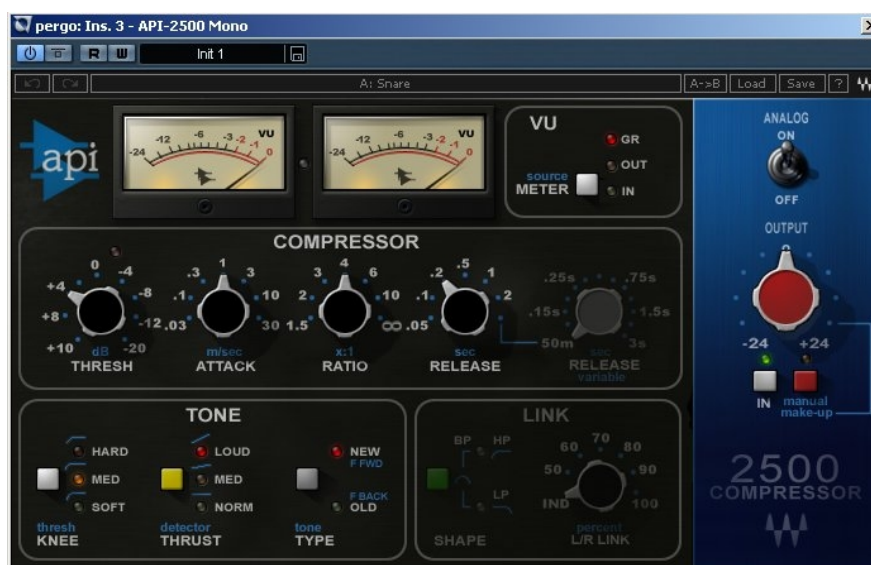 pergo: Ins. 3 - API-2500 Mono
R W Init 1
A: Snare A->B Load Save ?
api
-24 -12 -6 -3 -2 -1 0 VU
-24 -12 -6 -3 -2 -1 0 VU
VU
source
METER
GR
OUT
IN
ANALOG
ON
OFF
OUTPUT
0
-24 +24
IN
manual
make-up
COMPRESSOR
+10 +8 +4 0 -4 -8 -12 -20
dB
THRESH
.03 .1 .3 1 3 10 30
m/sec
ATTACK
1.5 2 3 4 6 10 ∞
x:1
RATIO
.05 .1 .2 .5 1 2
sec
RELEASE
50m .15s .25s .75s 1.5s 3s
sec
RELEASE
variable
TONE
HARD
MED
SOFT
thresh
KNEE
LOUD
MED
NORM
detector
THRUST
NEW
F FWD
F BACK
OLD
tone
TYPE
LINK
BP HP
LP
SHAPE
IND 50 60 70 80 90 100
percent
L/R LINK
2500
COMPRESSOR